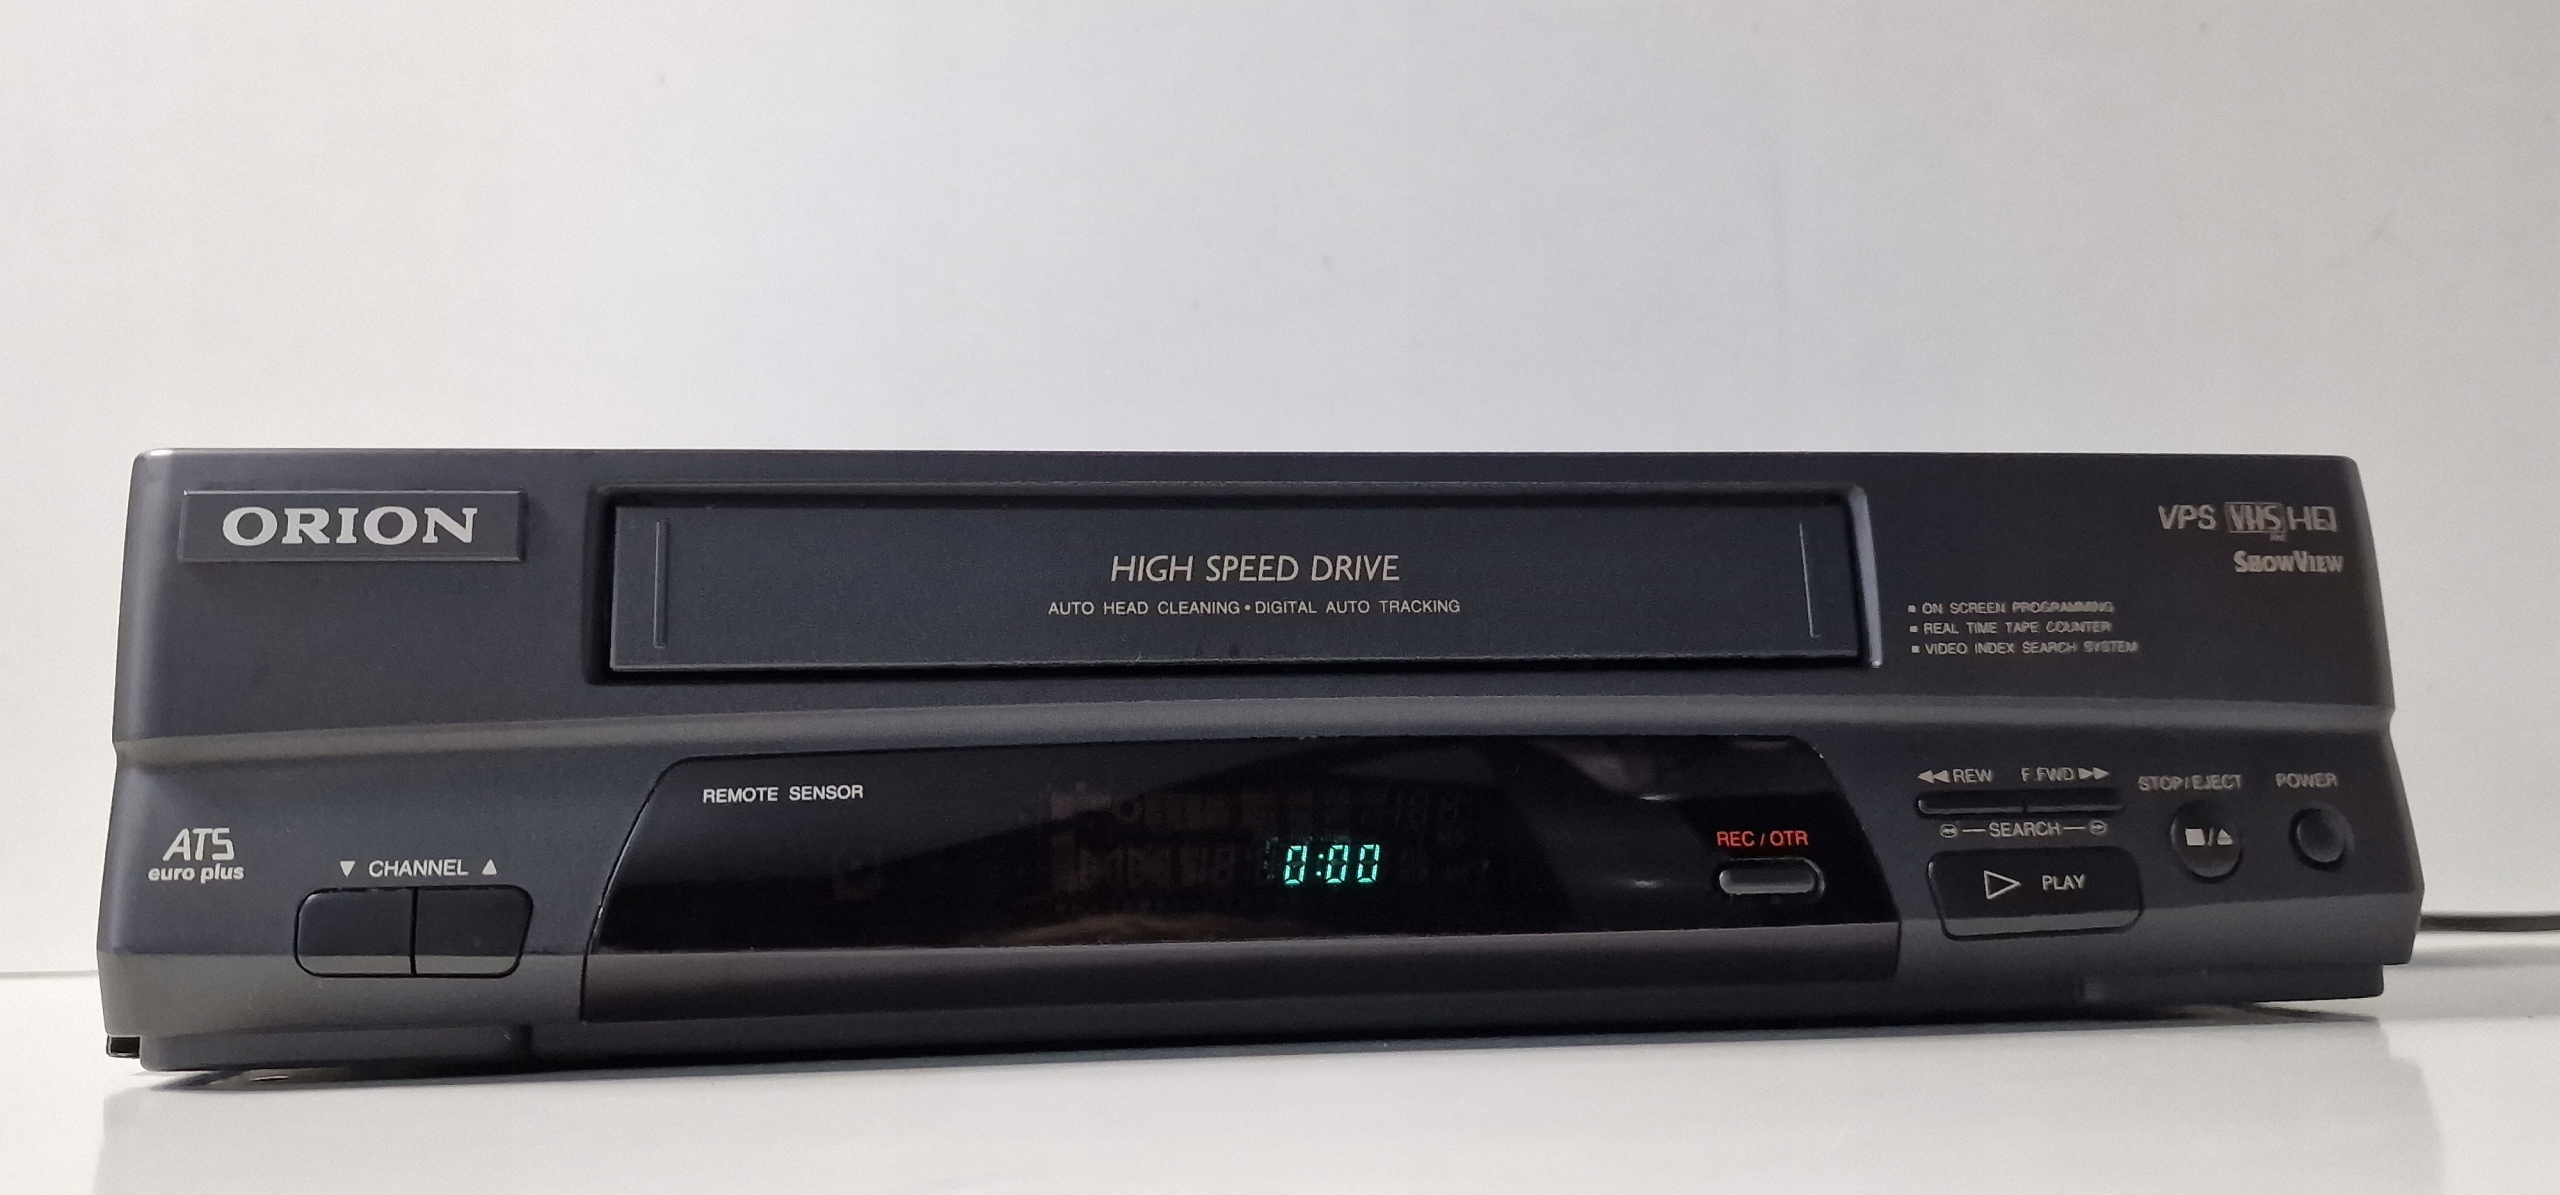 ORION
HIGH SPEED DRIVE
AUTO HEAD CLEANING • DIGITAL AUTO TRACKING
VPS VHS HQ
PAL
SHOWVIEW
■ ON SCREEN PROGRAMMING
■ REAL TIME TAPE COUNTER
■ VIDEO INDEX SEARCH SYSTEM
ATS
euro plus
▼ CHANNEL ▲
REMOTE SENSOR
0:00
REC / OTR
◀◀ REW F.FWD ▶▶
SEARCH
▷ PLAY
STOP/EJECT
■/▲
POWER